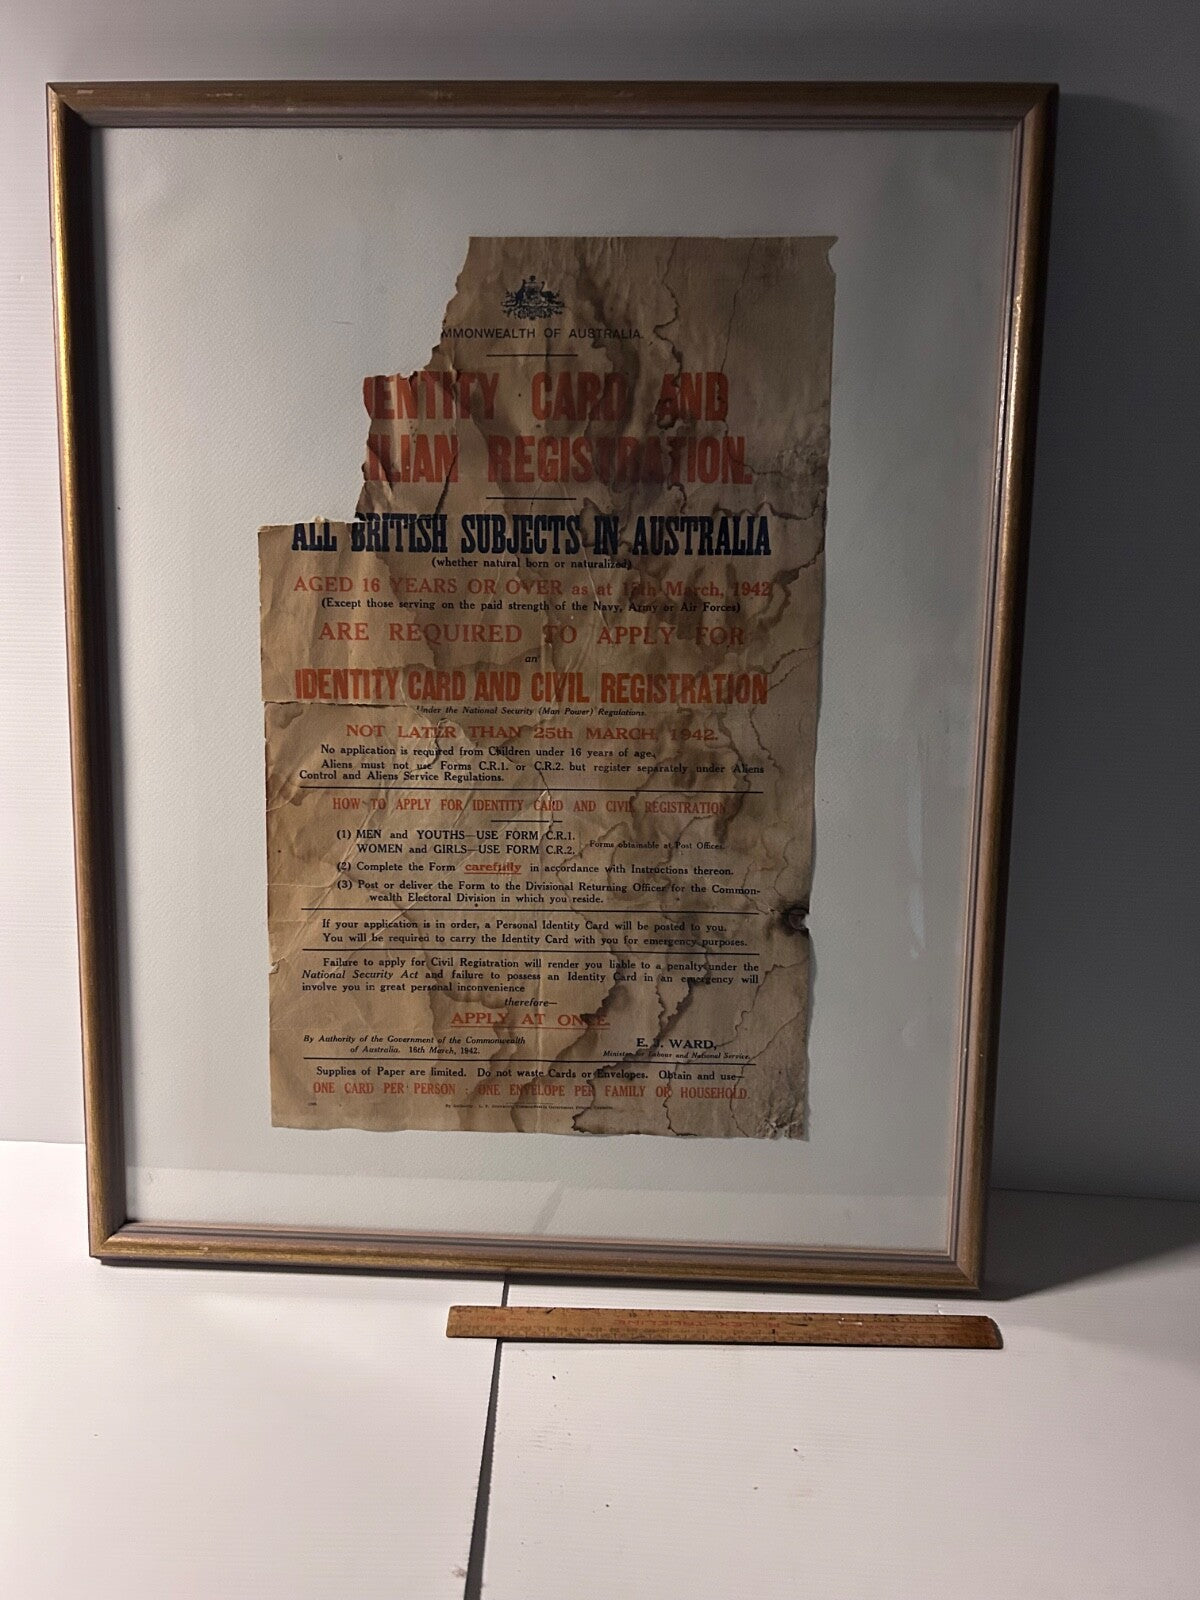 MMONWEALTH OF AUSTRALIA.
ENTITY CARD AND
ILIAN REGISTRATION.
ALL BRITISH SUBJECTS IN AUSTRALIA
(whether natural born or naturalized)
AGED 16 YEARS OR OVER as at 15th March, 1942
(Except those serving on the paid strength of the Navy, Army or Air Forces)
ARE REQUIRED TO APPLY FOR
an
IDENTITY CARD AND CIVIL REGISTRATION
Under the National Security (Man Power) Regulations.
NOT LATER THAN 25th MARCH, 1942.
No application is required from Children under 16 years of age.
Aliens must not use Forms C.R.1. or C.R.2. but register separately under Aliens
Control and Aliens Service Regulations.
HOW TO APPLY FOR IDENTITY CARD AND CIVIL REGISTRATION
(1) MEN and YOUTHS—USE FORM C.R.1.
WOMEN and GIRLS—USE FORM C.R.2.
Forms obtainable at Post Offices.
(2) Complete the Form carefully in accordance with Instructions thereon.
(3) Post or deliver the Form to the Divisional Returning Officer for the Common-
wealth Electoral Division in which you reside.
If your application is in order, a Personal Identity Card will be posted to you.
You will be required to carry the Identity Card with you for emergency purposes.
Failure to apply for Civil Registration will render you liable to a penalty under the
National Security Act and failure to possess an Identity Card in an emergency will
involve you in great personal inconvenience
therefore—
APPLY AT ONCE.
By Authority of the Government of the Commonwealth
of Australia. 16th March, 1942.
E. J. WARD,
Minister for Labour and National Service.
Supplies of Paper are limited. Do not waste Cards or Envelopes. Obtain and use—
ONE CARD PER PERSON : ONE ENVELOPE PER FAMILY OR HOUSEHOLD.